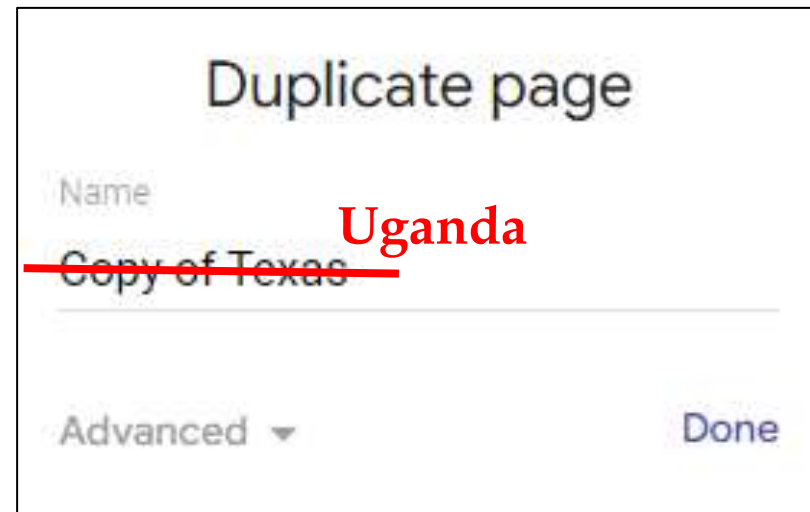 Duplicate page
Name
Uganda
Copy of Texas
Advanced
Done